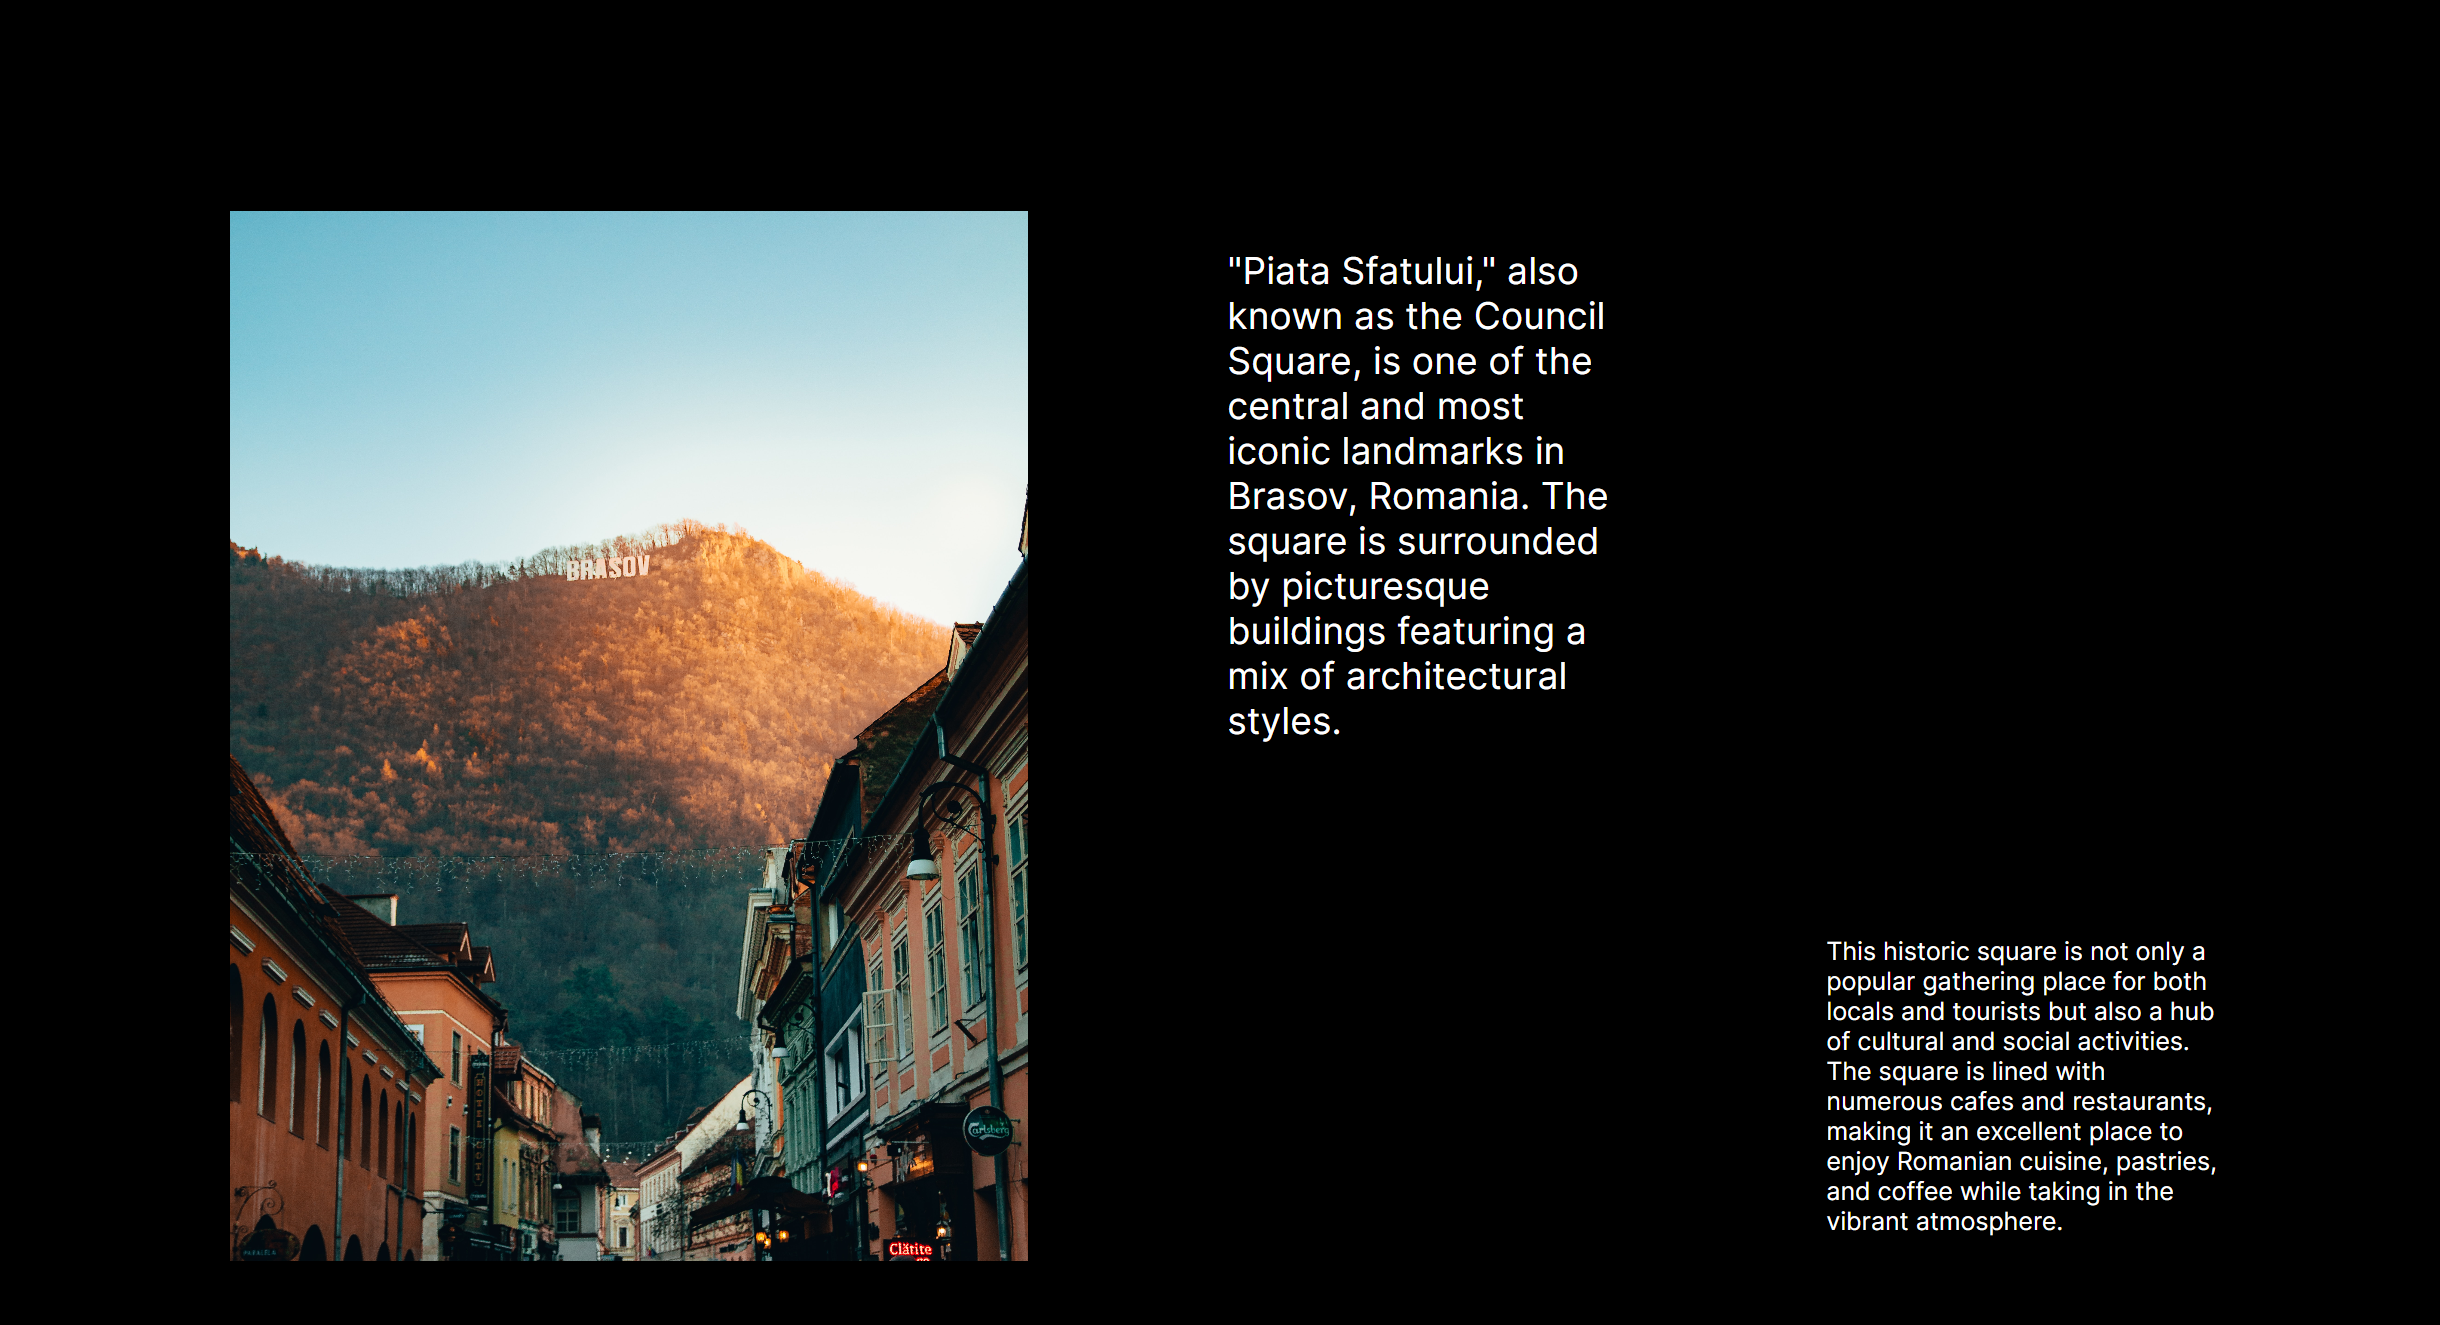 BRASOV
HOTEL
Carlsberg
Clătite
"Piata Sfatului," also
known as the Council
Square, is one of the
central and most
iconic landmarks in
Brasov, Romania. The
square is surrounded
by picturesque
buildings featuring a
mix of architectural
styles.
This historic square is not only a
popular gathering place for both
locals and tourists but also a hub
of cultural and social activities.
The square is lined with
numerous cafes and restaurants,
making it an excellent place to
enjoy Romanian cuisine, pastries,
and coffee while taking in the
vibrant atmosphere.